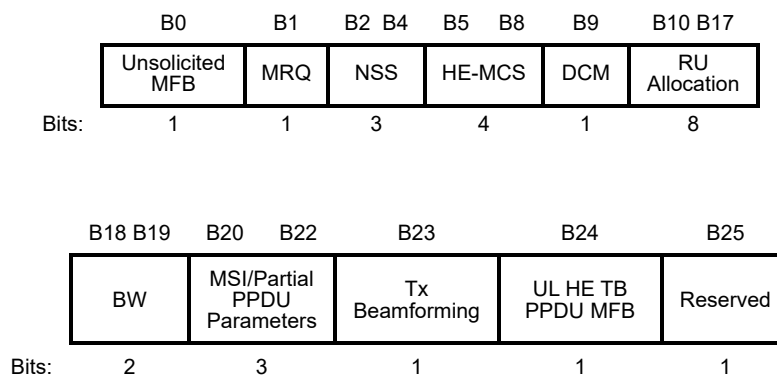 B0 B1 B2 B4 B5 B8 B9 B10 B17
Unsolicited MFB MRQ NSS HE-MCS DCM RU Allocation
Bits: 1 1 3 4 1 8
B18 B19 B20 B22 B23 B24 B25
BW MSI/Partial PPDU Parameters Tx Beamforming UL HE TB PPDU MFB Reserved
Bits: 2 3 1 1 1